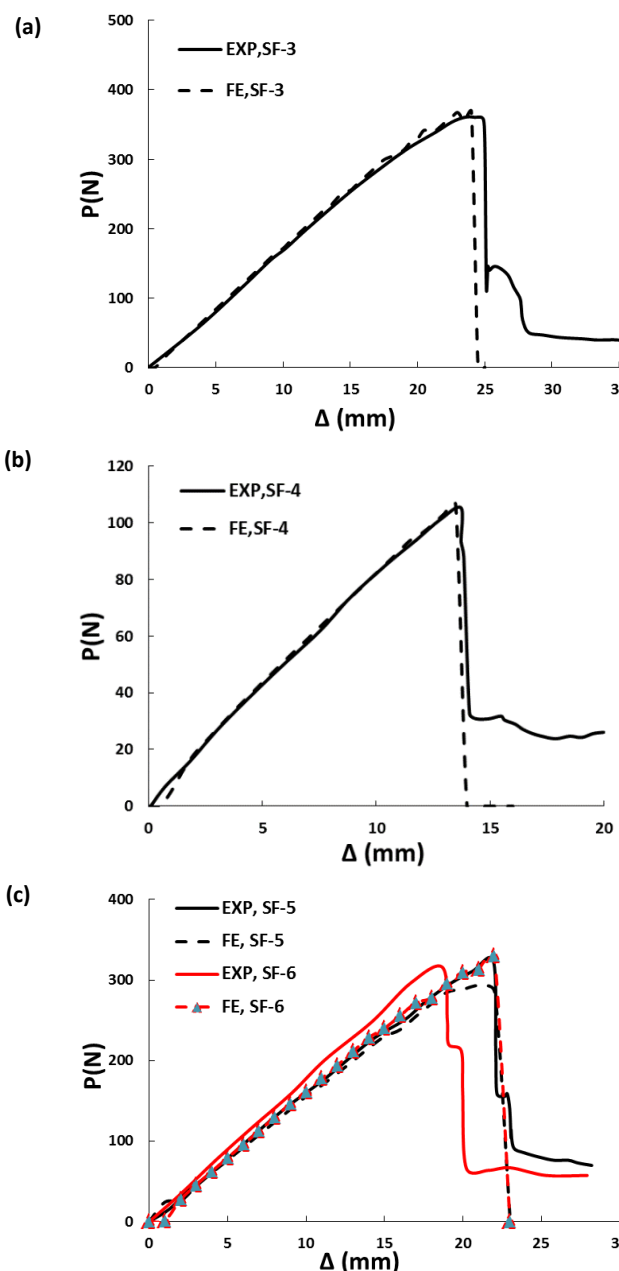 (a)
500
400
300
200
100
0
P(N)
EXP,SF-3
FE,SF-3
0 5 10 15 20 25 30 35
Δ (mm)
(b)
120
100
80
60
40
20
0
P(N)
EXP,SF-4
FE,SF-4
0 5 10 15 20
Δ (mm)
(c)
400
300
200
100
0
P(N)
EXP, SF-5
FE, SF-5
EXP, SF-6
FE, SF-6
0 5 10 15 20 25 30
Δ (mm)